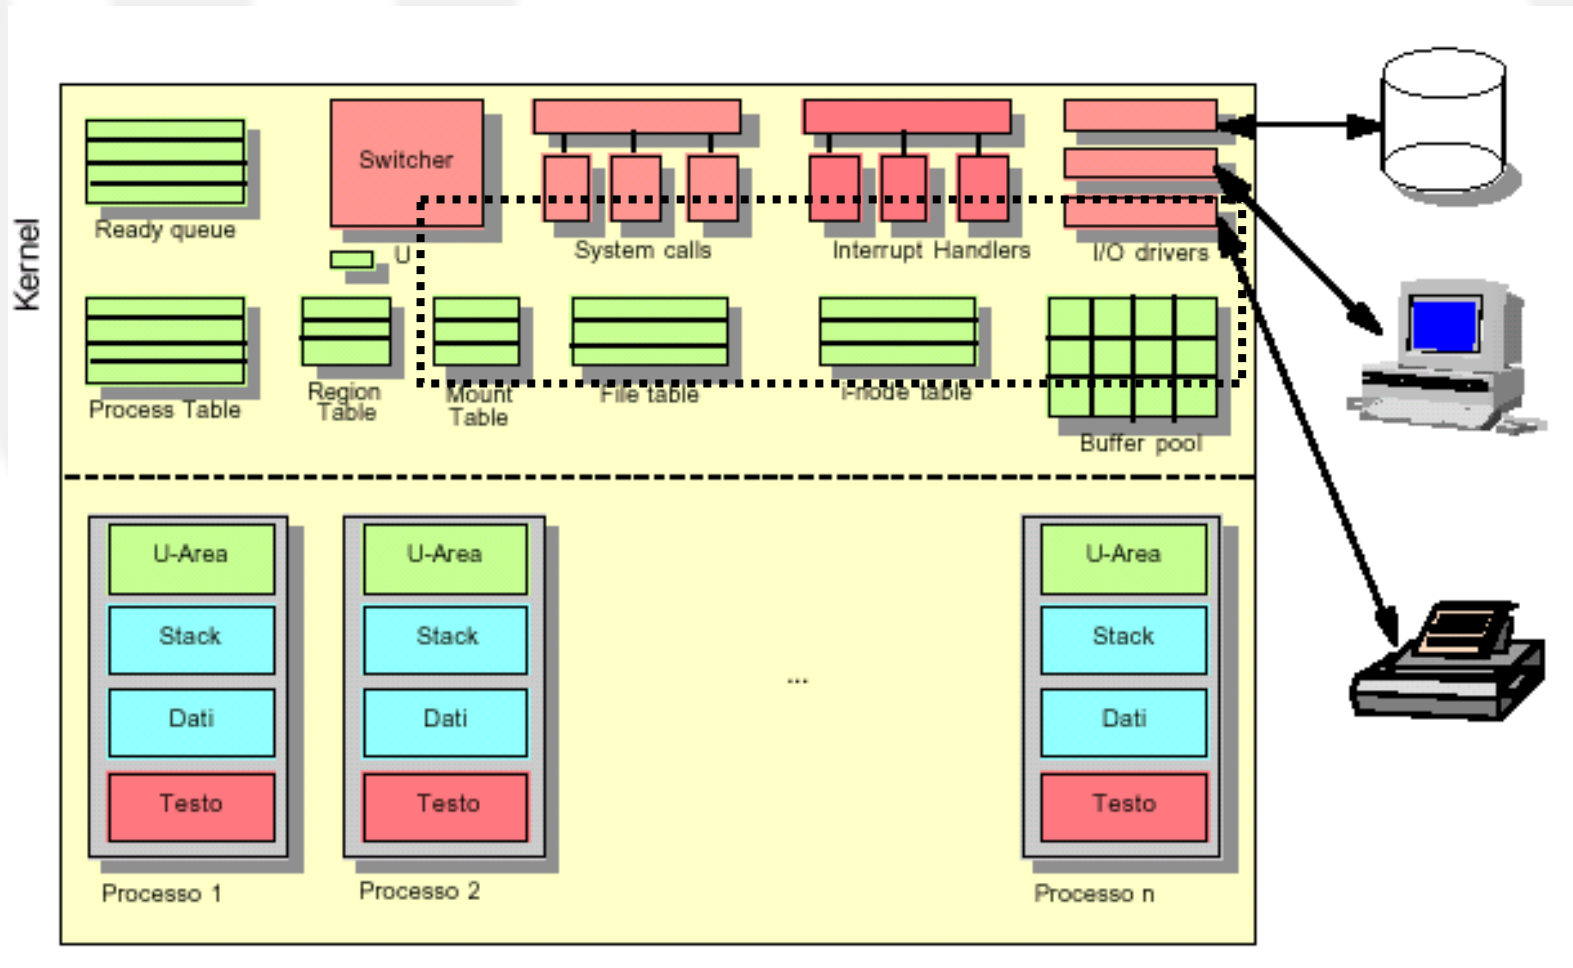 Kernel
Switcher
Ready queue
U
System calls
Interrupt Handlers
I/O drivers
Process Table
Region
Table
Mount
Table
File table
I-node table
Buffer pool
U-Area
Stack
Dati
Testo
Processo 1
U-Area
Stack
Dati
Testo
Processo 2
...
U-Area
Stack
Dati
Testo
Processo n